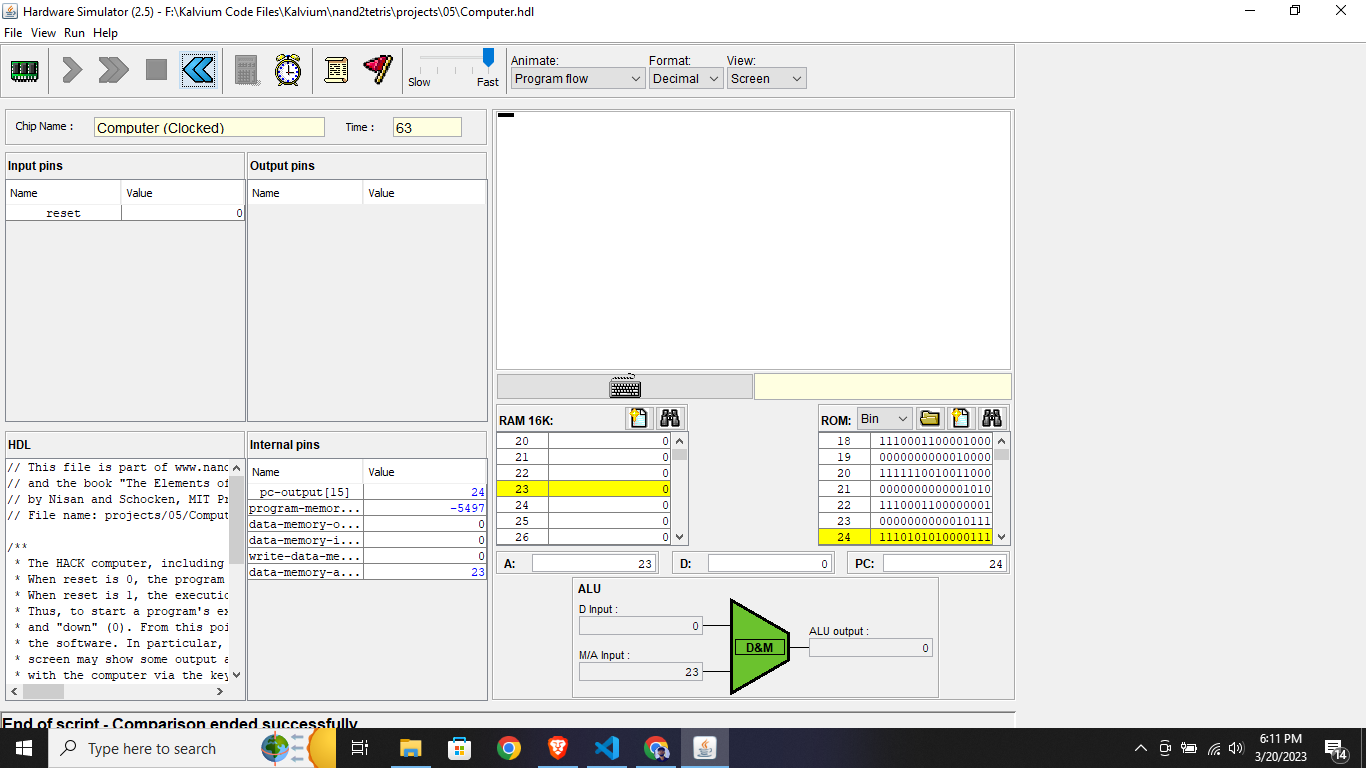 Hardware Simulator (2.5) - F:\Kalvium Code Files\Kalvium\nand2tetris\projects\05\Computer.hdl
File View Run Help
Slow Fast
Animate:
Program flow
Format:
Decimal
View:
Screen
Chip Name : Computer (Clocked) Time : 63
Input pins
Name Value
reset 0
Output pins
Name Value
HDL
// This file is part of www.nand
// and the book "The Elements of
// by Nisan and Schocken, MIT Pr
// File name: projects/05/Comput
/**
* The HACK computer, including
* When reset is 0, the program
* When reset is 1, the executio
* Thus, to start a program's ex
* and "down" (0). From this poi
* the software. In particular,
* screen may show some output a
* with the computer via the key
Internal pins
Name Value
pc-output[15] 24
program-memor... -5497
data-memory-o... 0
data-memory-i... 0
write-data-me... 0
data-memory-a... 23
RAM 16K:
20 0
21 0
22 0
23 0
24 0
25 0
26 0
ROM: Bin
18 1110001100001000
19 0000000000010000
20 1111110010011000
21 0000000000001010
22 1110001100000001
23 0000000000010111
24 1110101010000111
A: 23
D: 0
PC: 24
ALU
D Input :
0
M/A Input :
23
D&M
ALU output :
0
End of script - Comparison ended successfully
Type here to search
6:11 PM
3/20/2023
14